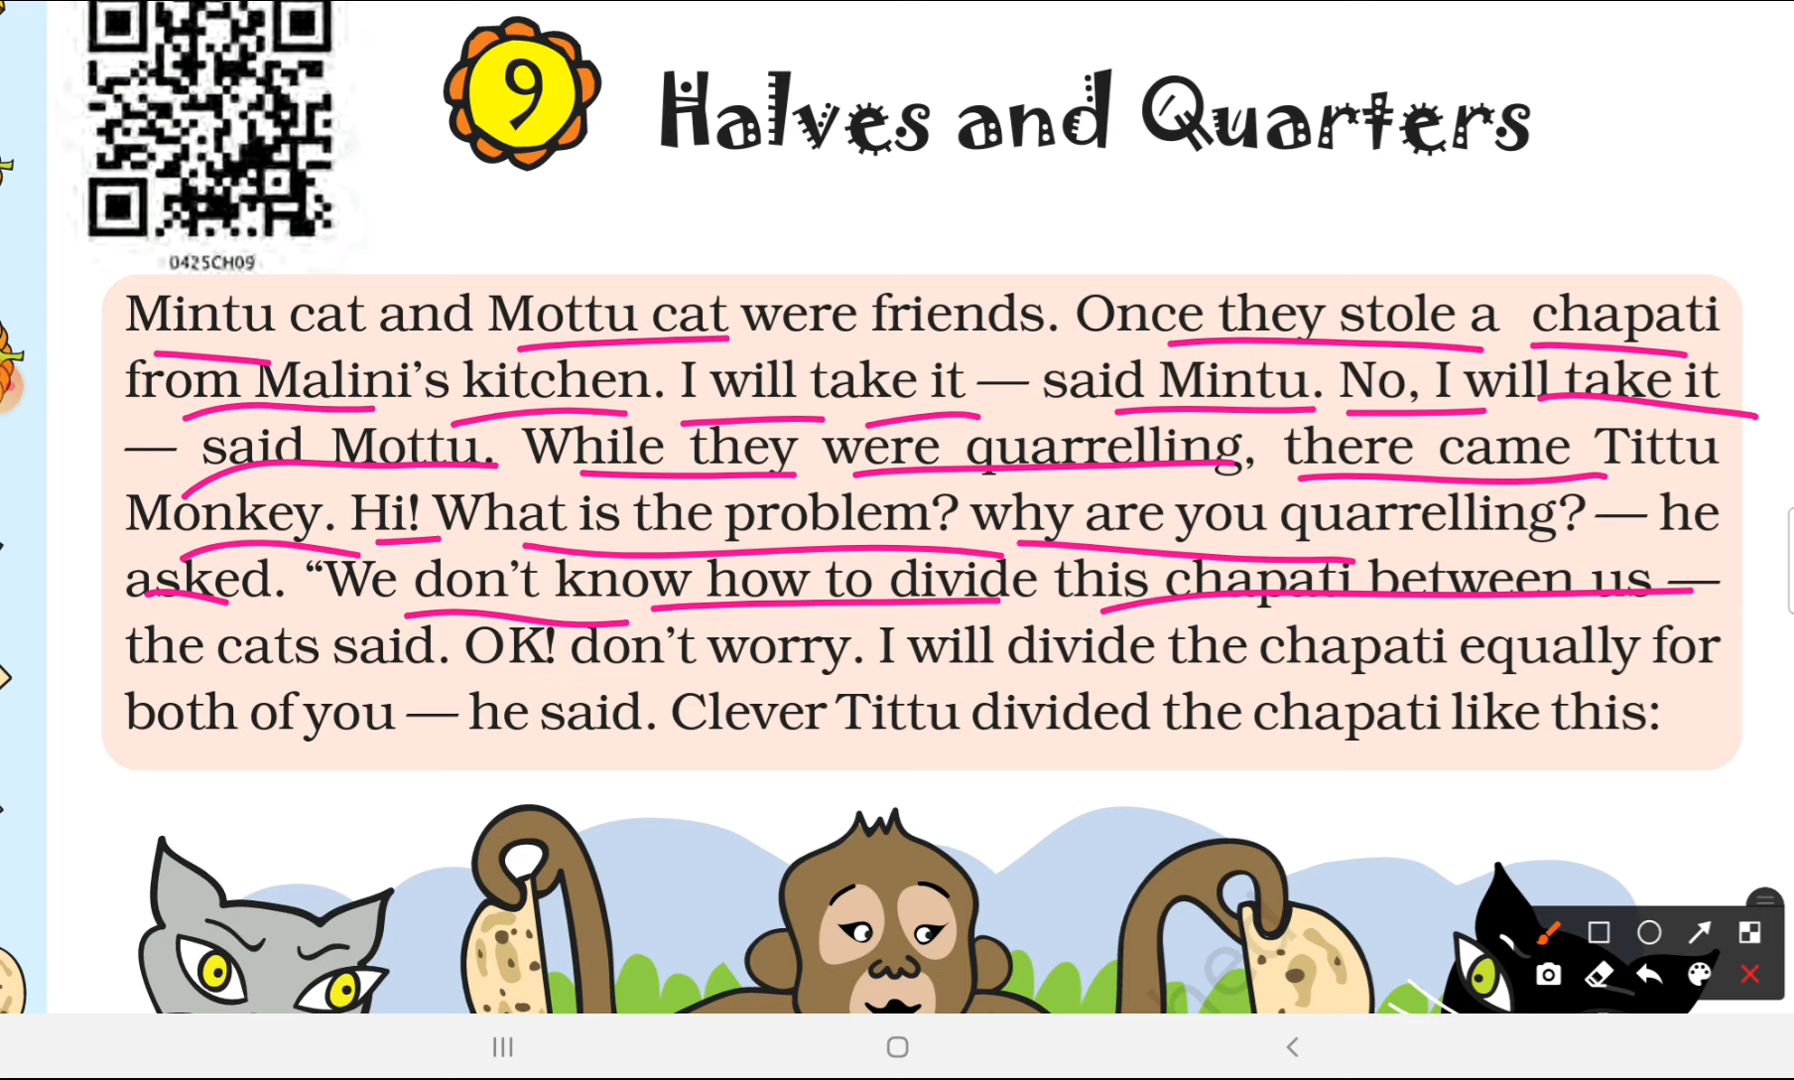 9 Halves and Quarters
0425CH09
Mintu cat and Mottu cat were friends. Once they stole a chapati
from Malini's kitchen. I will take it — said Mintu. No, I will take it
— said Mottu. While they were quarrelling, there came Tittu
Monkey. Hi! What is the problem? why are you quarrelling? — he
asked. “We don't know how to divide this chapati between us —
the cats said. OK! don't worry. I will divide the chapati equally for
both of you — he said. Clever Tittu divided the chapati like this: